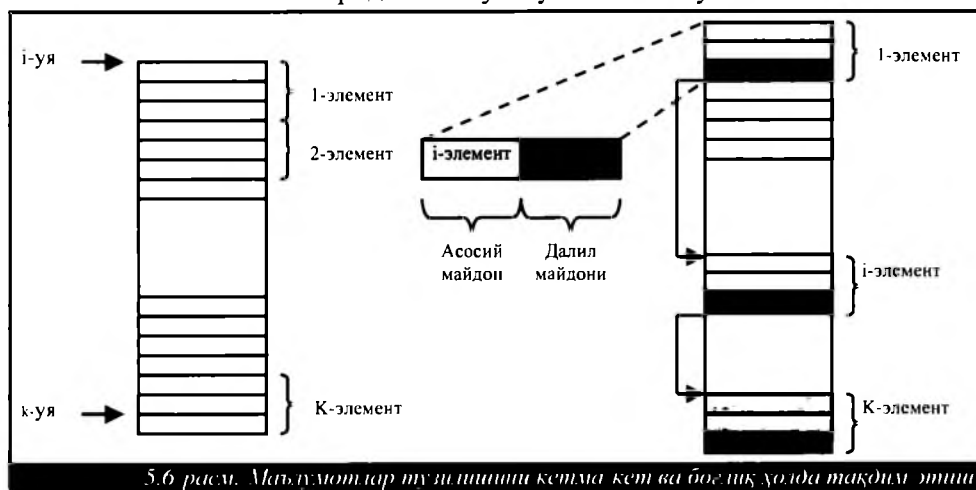 i-уя
1-элемент
2-элемент
k-уя
К-элемент
i-элемент
Асосий майдон
Далил майдони
1-элемент
i-элемент
К-элемент
5.6 расм. Маълумотлар тузилишини кетма кет ва боғлиқ ҳолда тақдим этиш